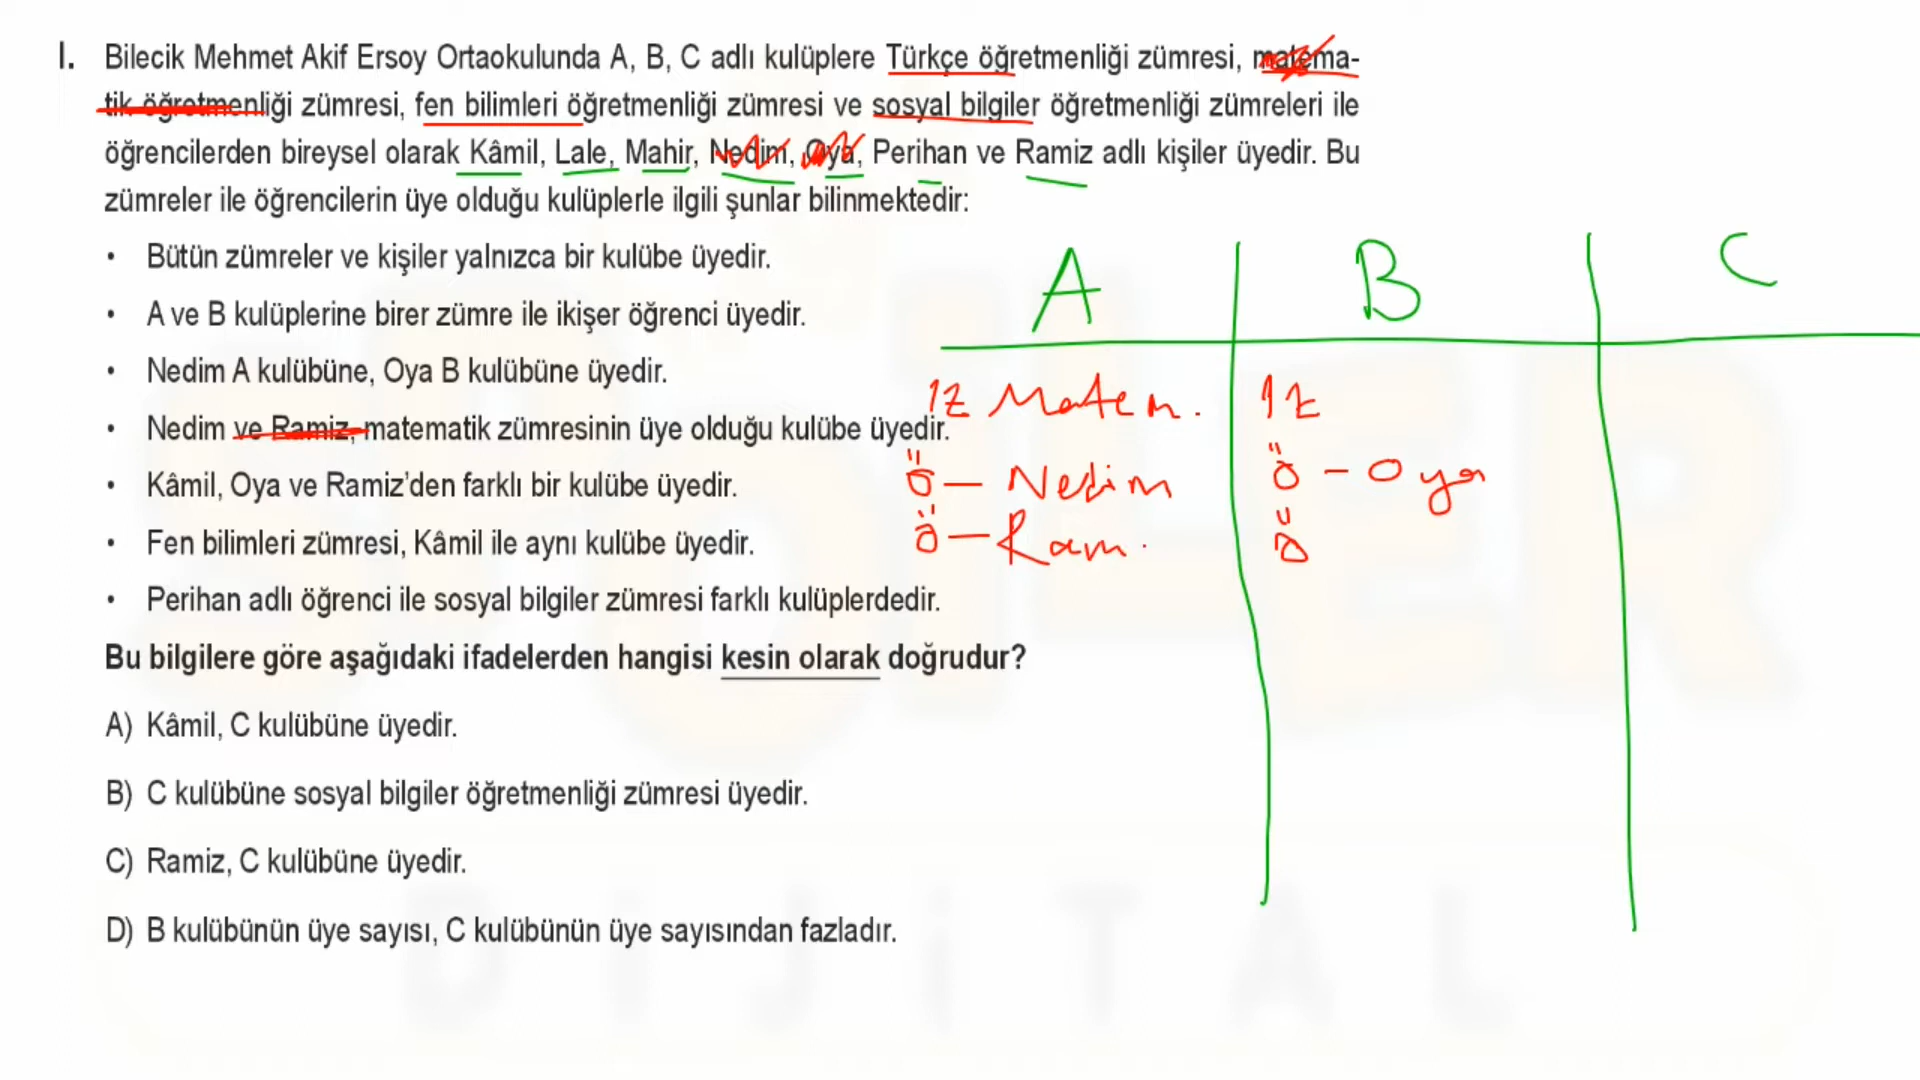 I. Bilecik Mehmet Akif Ersoy Ortaokulunda A, B, C adlı kulüplere Türkçe öğretmenliği zümresi, matema-
tik öğretmenliği zümresi, fen bilimleri öğretmenliği zümresi ve sosyal bilgiler öğretmenliği zümreleri ile
öğrencilerden bireysel olarak Kâmil, Lale, Mahir, Nedim, Oya, Perihan ve Ramiz adlı kişiler üyedir. Bu
zümreler ile öğrencilerin üye olduğu kulüplerle ilgili şunlar bilinmektedir:
• Bütün zümreler ve kişiler yalnızca bir kulübe üyedir.
• A ve B kulüplerine birer zümre ile ikişer öğrenci üyedir.
• Nedim A kulübüne, Oya B kulübüne üyedir.
• Nedim ve Ramiz, matematik zümresinin üye olduğu kulübe üyedir.
• Kâmil, Oya ve Ramiz'den farklı bir kulübe üyedir.
• Fen bilimleri zümresi, Kâmil ile aynı kulübe üyedir.
• Perihan adlı öğrenci ile sosyal bilgiler zümresi farklı kulüplerdedir.
Bu bilgilere göre aşağıdaki ifadelerden hangisi kesin olarak doğrudur?
A) Kâmil, C kulübüne üyedir.
B) C kulübüne sosyal bilgiler öğretmenliği zümresi üyedir.
C) Ramiz, C kulübüne üyedir.
D) B kulübünün üye sayısı, C kulübünün üye sayısından fazladır.
A B C
1Z Matem. 1Z
Ö – Nedim Ö – Oya
Ö – Ram. Ö
SPOILER
DİJİTAL